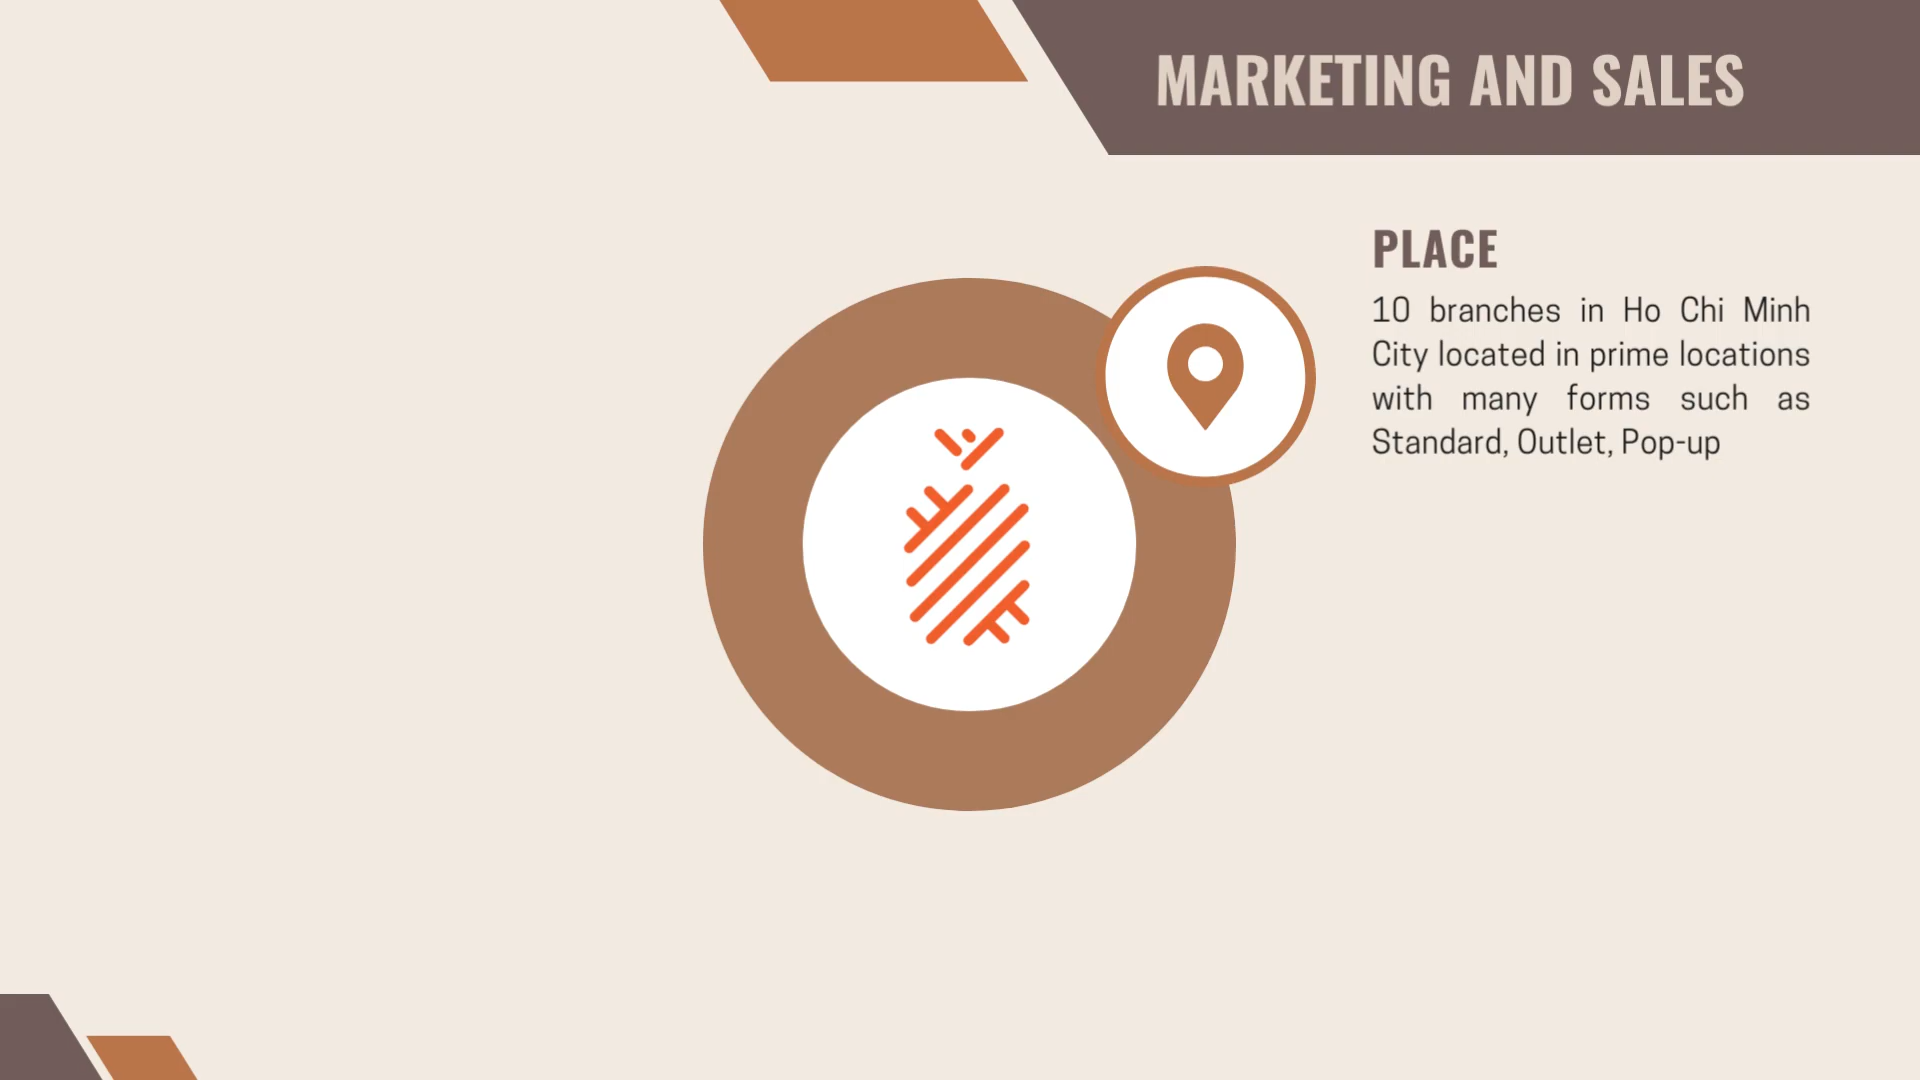 MARKETING AND SALES
PLACE
10 branches in Ho Chi Minh
City located in prime locations
with many forms such as
Standard, Outlet, Pop-up